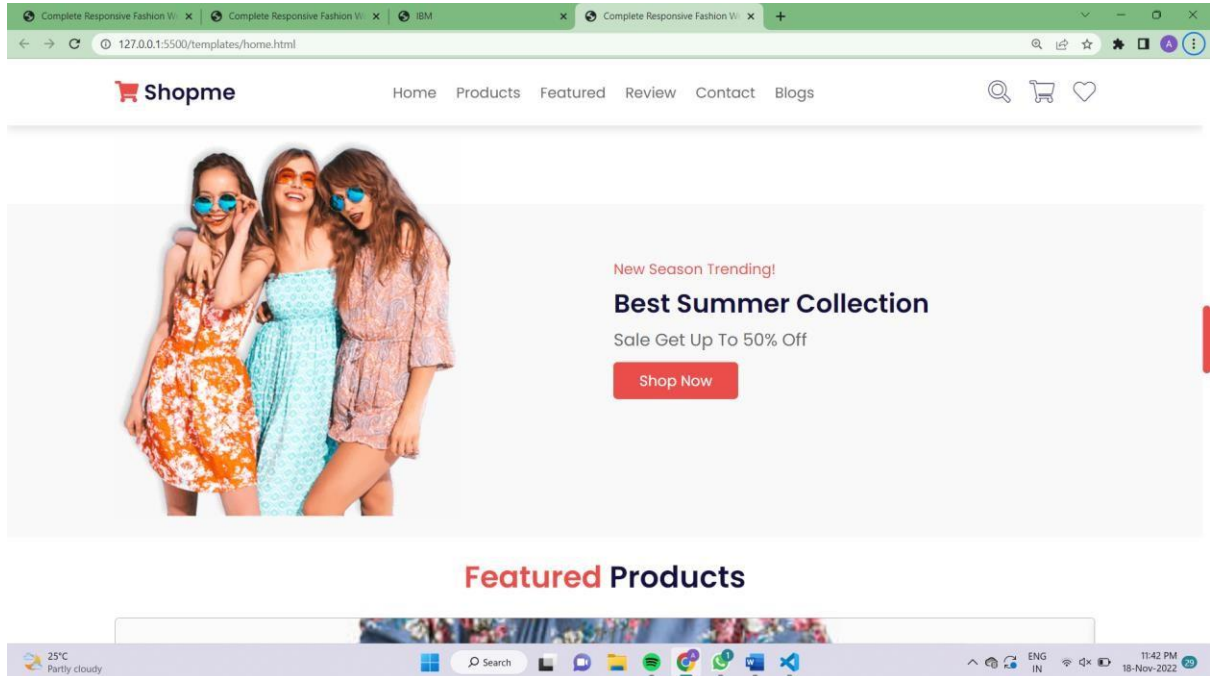 Complete Responsive Fashion W
Complete Responsive Fashion W
IBM
Complete Responsive Fashion W
127.0.0.1:5500/templates/home.html
A
Shopme
Home Products Featured Review Contact Blogs
New Season Trending!
Best Summer Collection
Sale Get Up To 50% Off
Shop Now
Featured Products
25°C
Partly cloudy
Search
ENG
IN
11:42 PM
18-Nov-2022
29